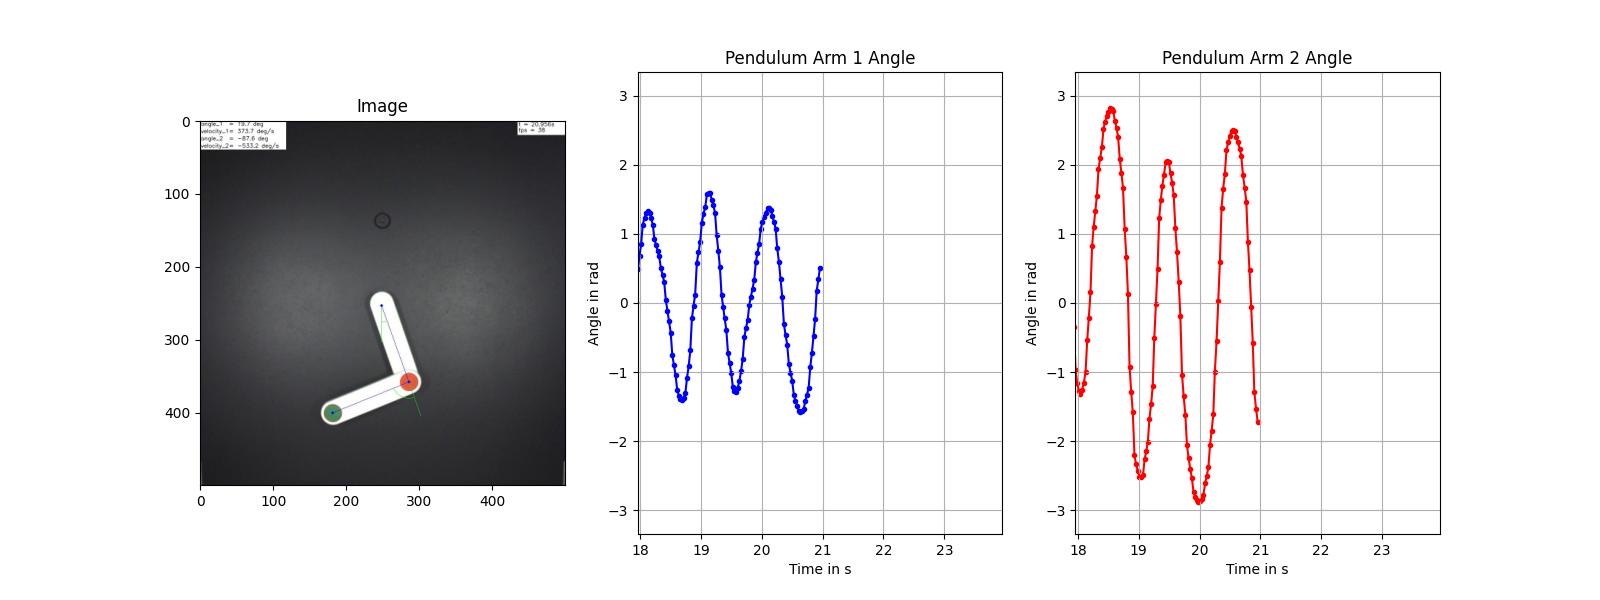 Image
angle_1 = 19.7 deg
velocity_1= 373.7 deg/s
angle_2 = -87.6 deg
velocity_2= -533.2 deg/s
t = 20.956s
fps = 38
0
100
200
300
400
0 100 200 300 400
Pendulum Arm 1 Angle
Angle in rad
3
2
1
0
−1
−2
−3
18 19 20 21 22 23
Time in s
Pendulum Arm 2 Angle
Angle in rad
3
2
1
0
−1
−2
−3
18 19 20 21 22 23
Time in s